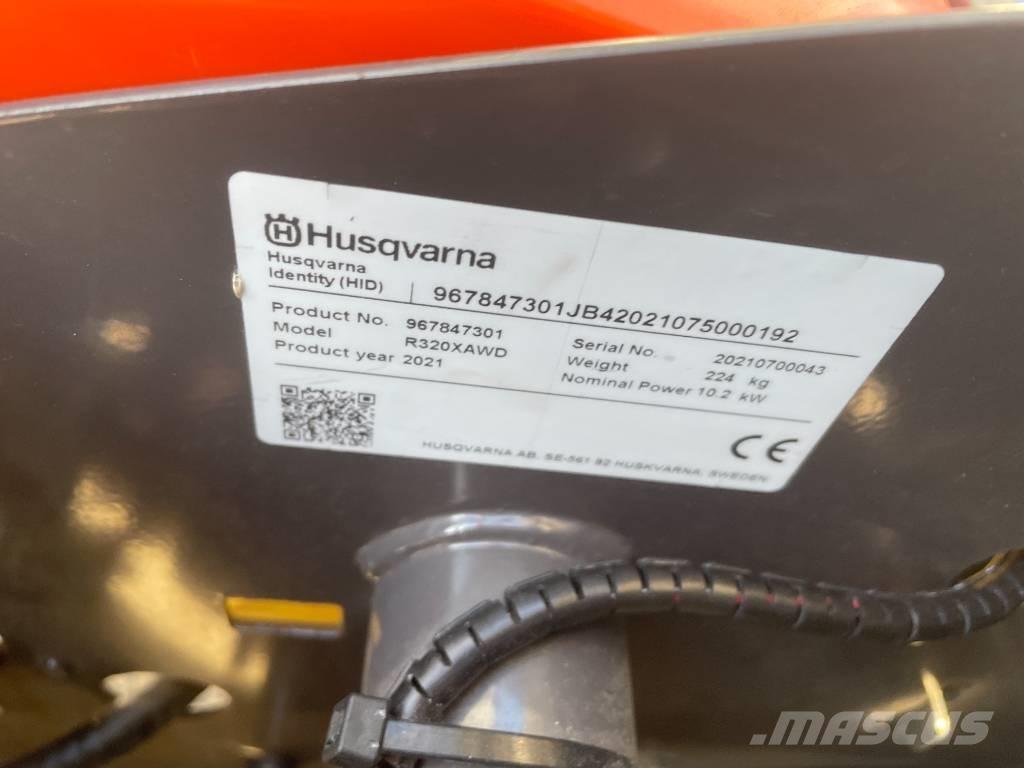 Husqvarna
Husqvarna
Identity (HID)
967847301JB42021075000192
Product No. 967847301
Model R320XAWD
Product year 2021
Serial No. 20210700043
Weight 224 kg
Nominal Power 10.2 kW
CE
HUSQVARNA AB, SE-561 82 HUSKVARNA, SWEDEN
MASCUS